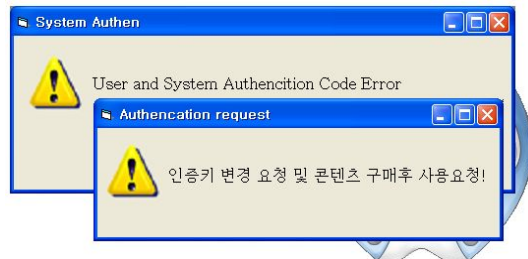 System Authen
User and System Authencition Code Error
Authencation request
인증키 변경 요청 및 콘텐츠 구매후 사용요청!